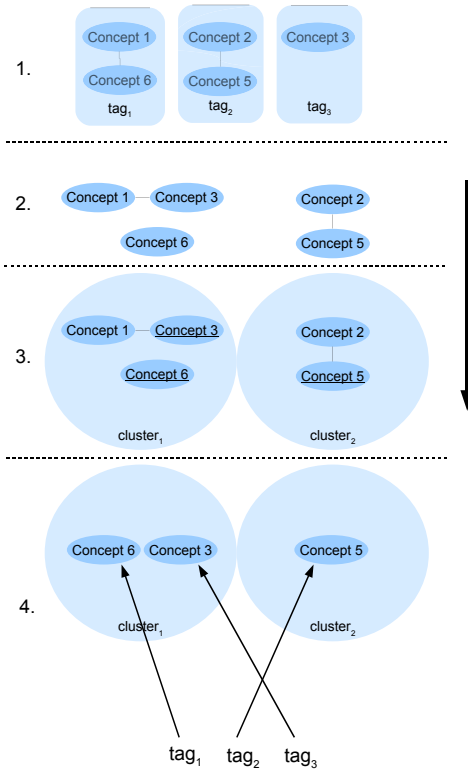 Concept 1 Concept 2 Concept 3
1.
Concept 6 Concept 5
tag₁ tag₂ tag₃
2.
Concept 1 Concept 3 Concept 2
Concept 6 Concept 5
Concept 1 Concept 3 Concept 2
3.
Concept 6 Concept 5
cluster₁ cluster₂
Concept 6 Concept 3 Concept 5
4.
cluster₁ cluster₂
tag₁ tag₂ tag₃